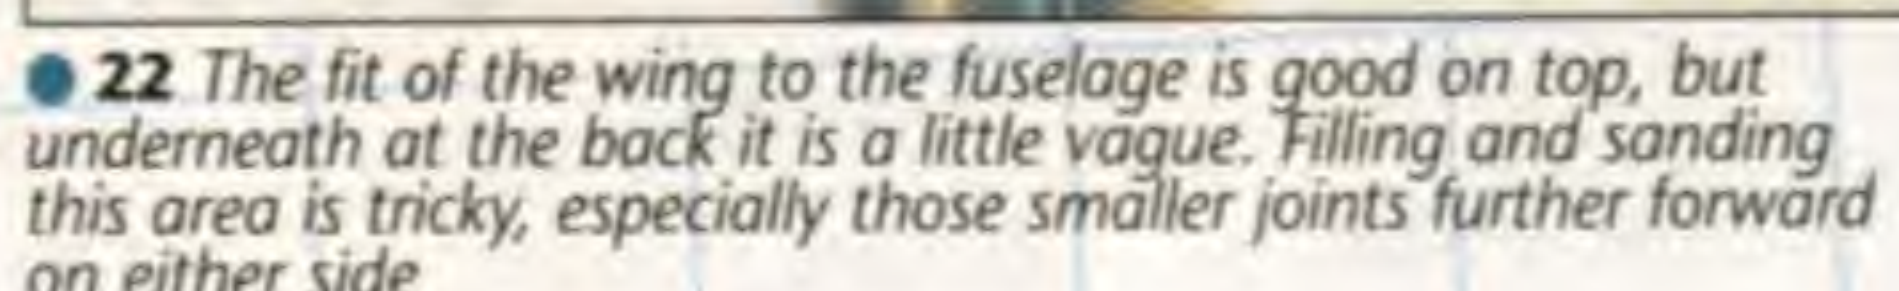 ● 22 The fit of the wing to the fuselage is good on top, but
underneath at the back it is a little vague. Filling and sanding
this area is tricky, especially those smaller joints further forward
on either side